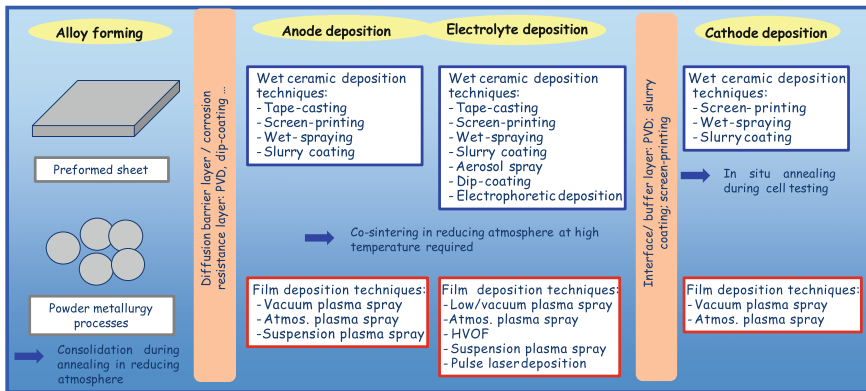 Alloy forming
Preformed sheet
Powder metallurgy
processes
Consolidation during
annealing in reducing
atmosphere
Diffusion barrier layer / corrosion
resistance layer: PVD, dip-coating ...
Anode deposition
Wet ceramic deposition
techniques:
- Tape-casting
- Screen-printing
- Wet-spraying
- Slurry coating
Electrolyte deposition
Wet ceramic deposition
techniques:
- Tape-casting
- Screen-printing
- Wet-spraying
- Slurry coating
- Aerosol spray
- Dip-coating
- Electrophoretic deposition
Co-sintering in reducing atmosphere at high
temperature required
Film deposition techniques:
- Vacuum plasma spray
- Atmos. plasma spray
- Suspension plasma spray
Film deposition techniques:
- Low/vacuum plasma spray
- Atmos. plasma spray
- HVOF
- Suspension plasma spray
- Pulse laser deposition
Interface/ buffer layer: PVD; slurry
coating; screen-printing
Cathode deposition
Wet ceramic deposition
techniques:
- Screen-printing
- Wet-spraying
- Slurry coating
In situ annealing
during cell testing
Film deposition techniques:
- Vacuum plasma spray
- Atmos. plasma spray